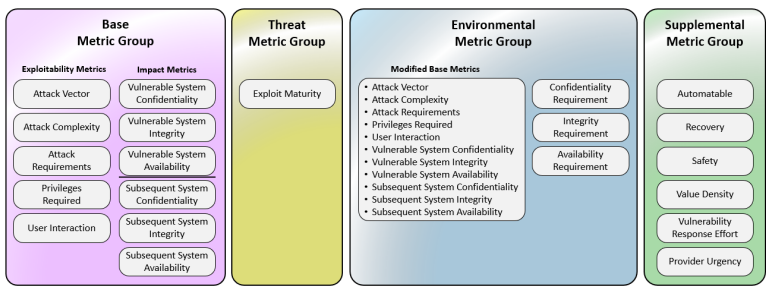 Base
Metric Group
Exploitability Metrics
Attack Vector
Attack Complexity
Attack
Requirements
Privileges
Required
User Interaction
Impact Metrics
Vulnerable System
Confidentiality
Vulnerable System
Integrity
Vulnerable System
Availability
Subsequent System
Confidentiality
Subsequent System
Integrity
Subsequent System
Availability
Threat
Metric Group
Exploit Maturity
Environmental
Metric Group
Modified Base Metrics
• Attack Vector
• Attack Complexity
• Attack Requirements
• Privileges Required
• User Interaction
• Vulnerable System Confidentiality
• Vulnerable System Integrity
• Vulnerable System Availability
• Subsequent System Confidentiality
• Subsequent System Integrity
• Subsequent System Availability
Confidentiality
Requirement
Integrity
Requirement
Availability
Requirement
Supplemental
Metric Group
Automatable
Recovery
Safety
Value Density
Vulnerability
Response Effort
Provider Urgency